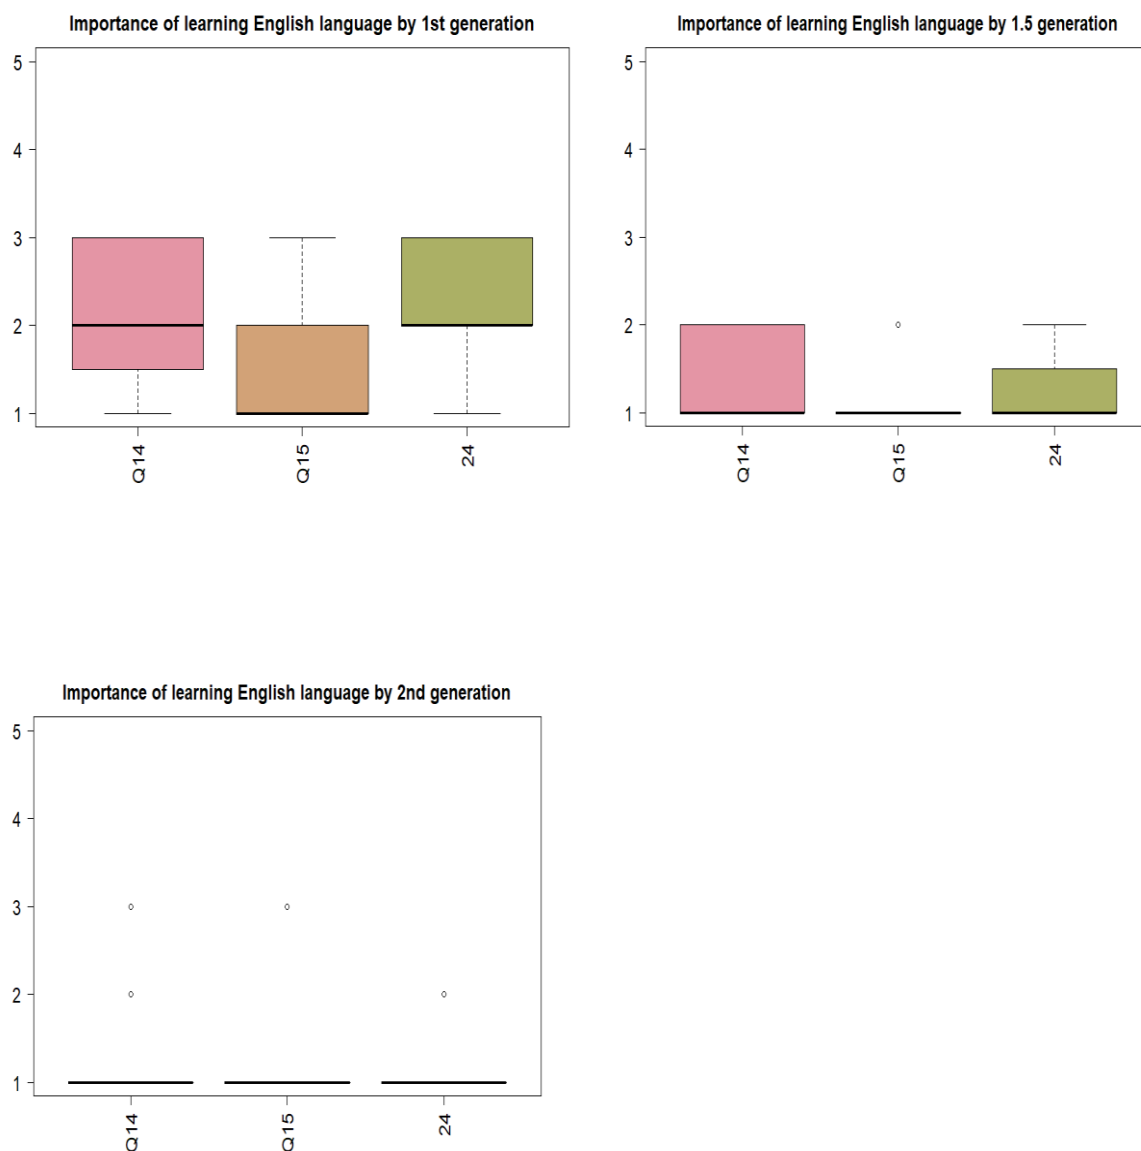 Importance of learning English language by 1st generation
5
4
3
2
1
Q14
Q15
24
Importance of learning English language by 1.5 generation
5
4
3
2
1
Q14
Q15
24
Importance of learning English language by 2nd generation
5
4
3
2
1
Q14
Q15
24